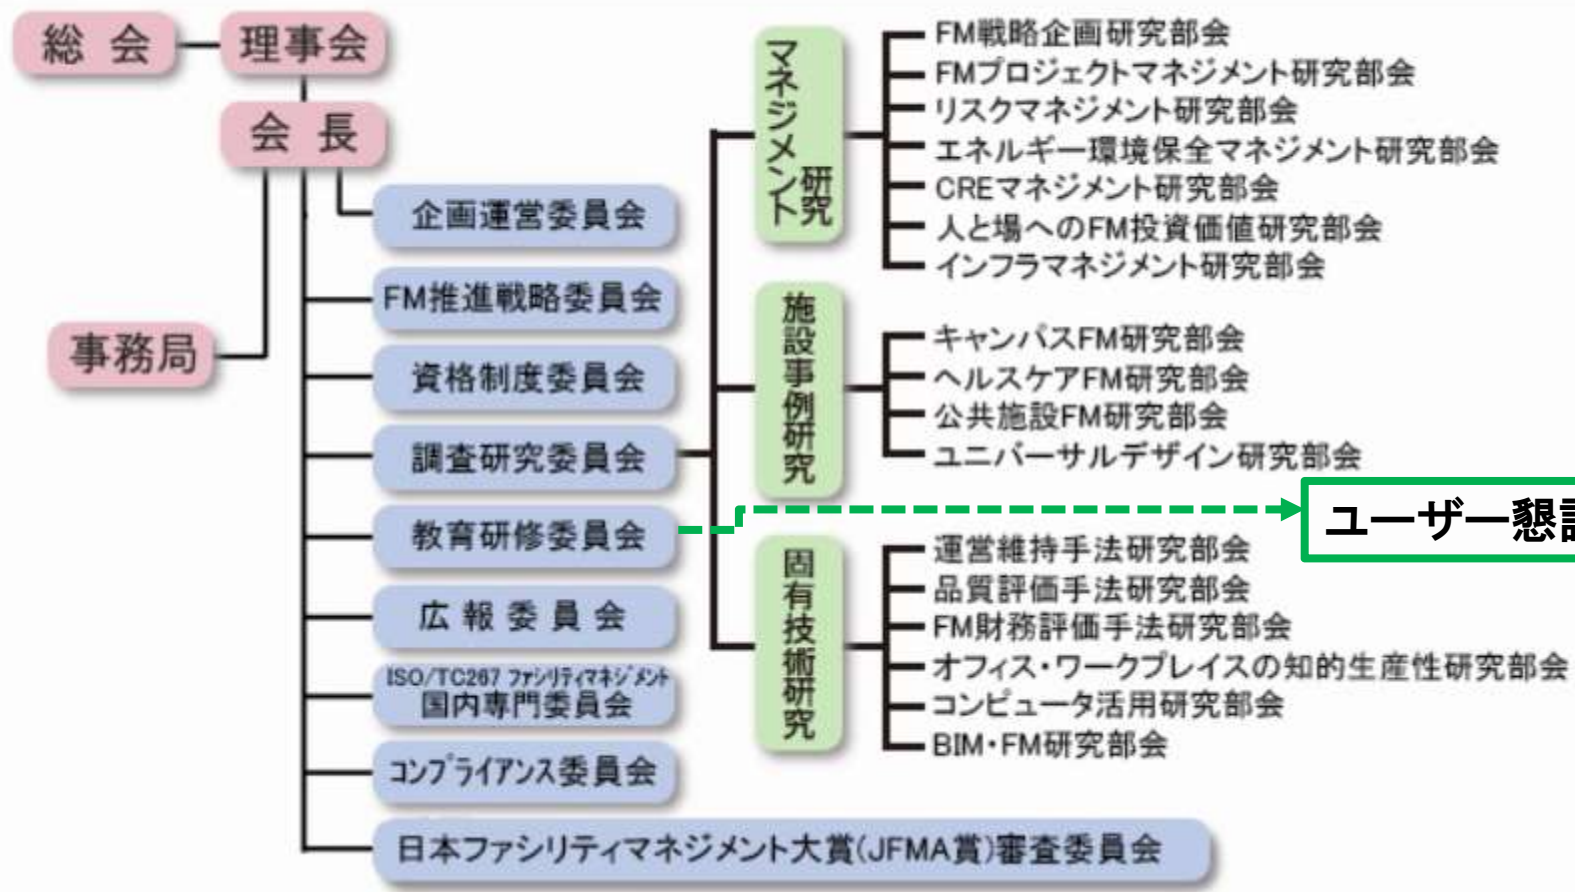 総 会
理事会
会 長
事務局
企画運営委員会
FM推進戦略委員会
資格制度委員会
調査研究委員会
教育研修委員会
広 報 委 員 会
ISO/TC267 ファシリティマネジメント
国内専門委員会
コンプライアンス委員会
日本ファシリティマネジメント大賞(JFMA賞)審査委員会
マネジメント
研究
FM戦略企画研究部会
FMプロジェクトマネジメント研究部会
リスクマネジメント研究部会
エネルギー環境保全マネジメント研究部会
CREマネジメント研究部会
人と場へのFM投資価値研究部会
インフラマネジメント研究部会
施設事例研究
キャンパスFM研究部会
ヘルスケアFM研究部会
公共施設FM研究部会
ユニバーサルデザイン研究部会
ユーザー懇
固有技術研究
運営維持手法研究部会
品質評価手法研究部会
FM財務評価手法研究部会
オフィス・ワークプレイスの知的生産性研究部会
コンピュータ活用研究部会
BIM・FM研究部会